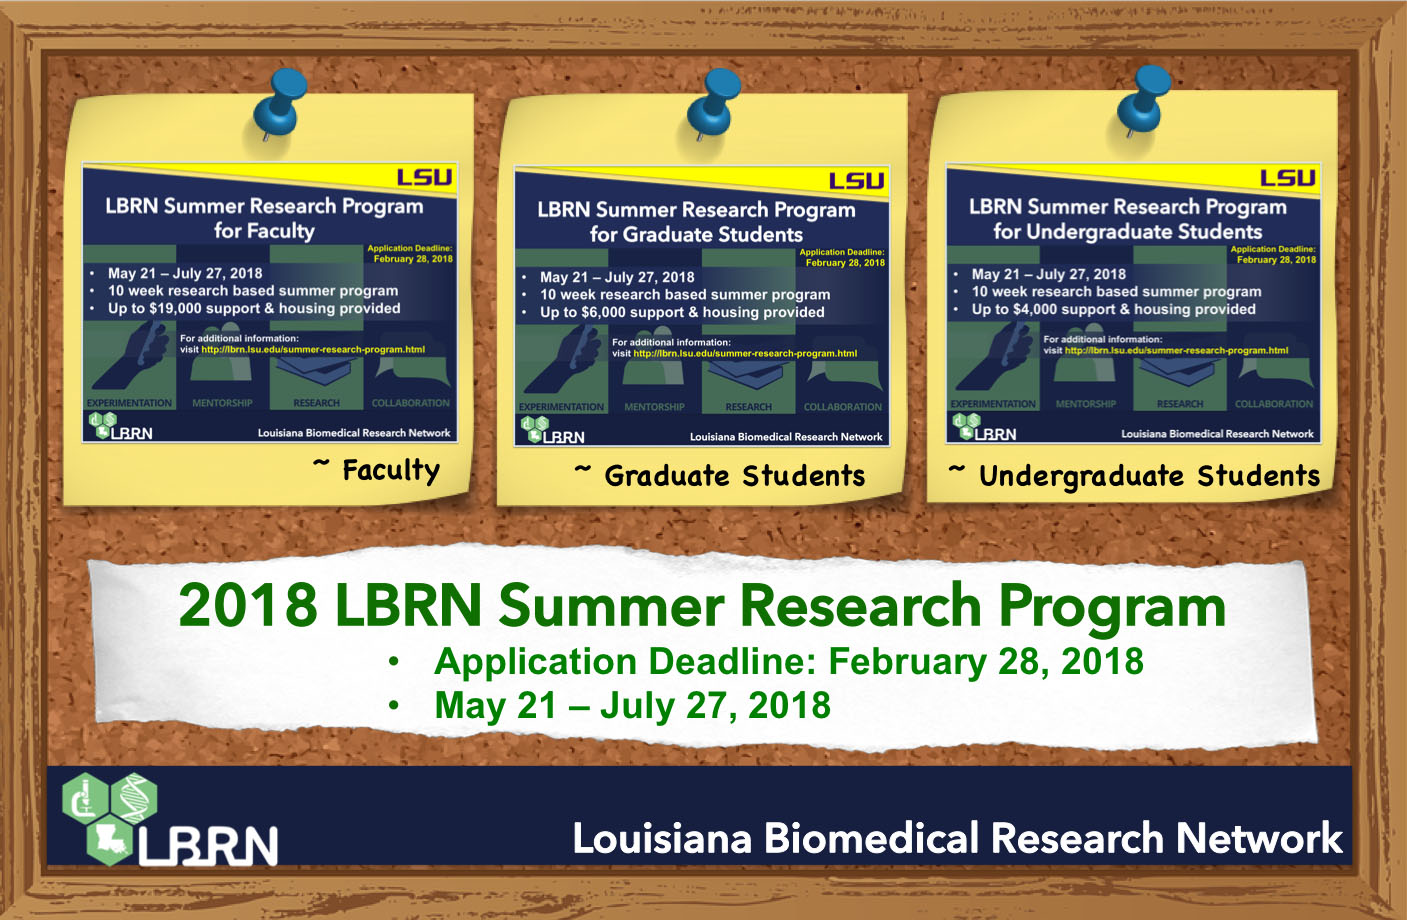 LSU
LBRN Summer Research Program
for Faculty
Application Deadline:
February 28, 2018
• May 21 – July 27, 2018
• 10 week research based summer program
• Up to $19,000 support & housing provided
For additional information:
visit http://lbrn.lsu.edu/summer-research-program.html
EXPERIMENTATION MENTORSHIP RESEARCH COLLABORATION
LBRN Louisiana Biomedical Research Network
~ Faculty
LSU
LBRN Summer Research Program
for Graduate Students
Application Deadline:
February 28, 2018
• May 21 – July 27, 2018
• 10 week research based summer program
• Up to $6,000 support & housing provided
For additional information:
visit http://lbrn.lsu.edu/summer-research-program.html
EXPERIMENTATION MENTORSHIP RESEARCH COLLABORATION
LBRN Louisiana Biomedical Research Network
~ Graduate Students
LSU
LBRN Summer Research Program
for Undergraduate Students
Application Deadline:
February 28, 2018
• May 21 – July 27, 2018
• 10 week research based summer program
• Up to $4,000 support & housing provided
For additional information:
visit http://lbrn.lsu.edu/summer-research-program.html
EXPERIMENTATION MENTORSHIP RESEARCH COLLABORATION
LBRN Louisiana Biomedical Research Network
~ Undergraduate Students
2018 LBRN Summer Research Program
• Application Deadline: February 28, 2018
• May 21 – July 27, 2018
LBRN Louisiana Biomedical Research Network